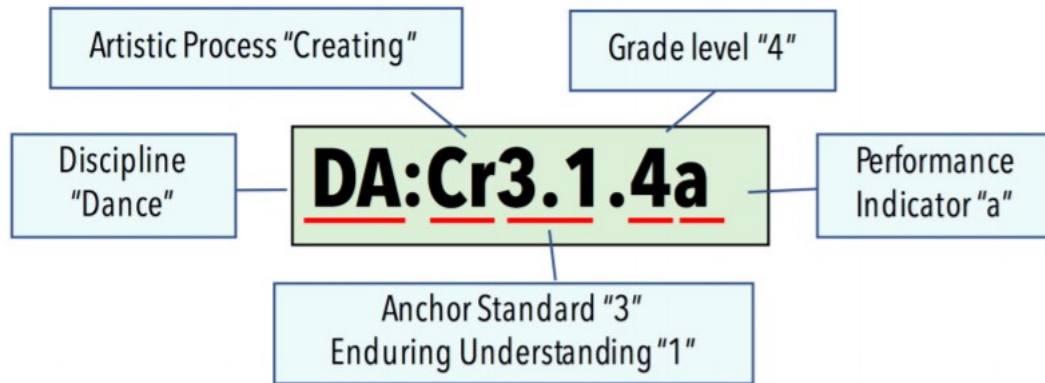 Artistic Process “Creating”
Grade level “4”
Discipline
“Dance”
DA:Cr3.1.4a
Performance
Indicator “a”
Anchor Standard “3”
Enduring Understanding “1”